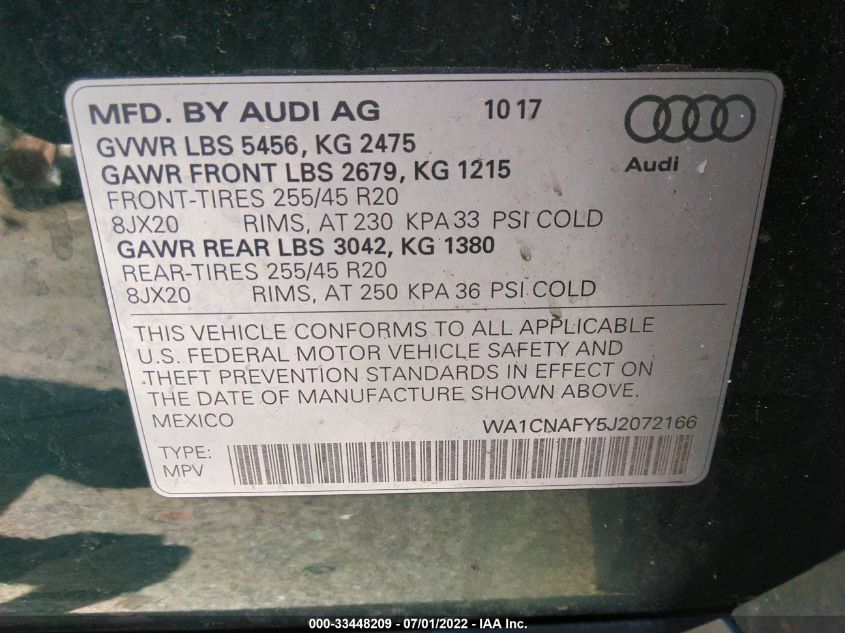 MFD. BY AUDI AG 10 17
GVWR LBS 5456, KG 2475
GAWR FRONT LBS 2679, KG 1215
Audi
FRONT-TIRES 255/45 R20
8JX20 RIMS, AT 230 KPA 33 PSI COLD
GAWR REAR LBS 3042, KG 1380
REAR-TIRES 255/45 R20
8JX20 RIMS, AT 250 KPA 36 PSI COLD
THIS VEHICLE CONFORMS TO ALL APPLICABLE
U.S. FEDERAL MOTOR VEHICLE SAFETY AND
THEFT PREVENTION STANDARDS IN EFFECT ON
THE DATE OF MANUFACTURE SHOWN ABOVE.
MEXICO WA1CNAFY5J2072166
TYPE:
MPV
000-33448209 - 07/01/2022 - IAA Inc.